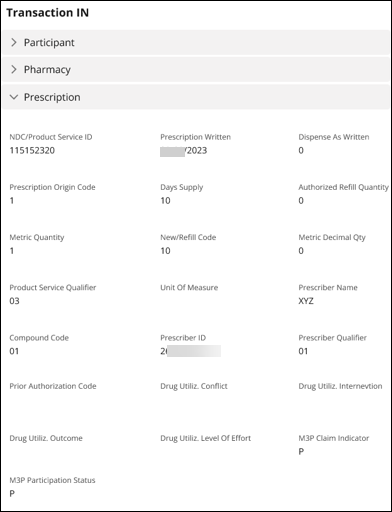 Transaction IN
Participant
Pharmacy
Prescription
NDC/Product Service ID Prescription Written Dispense As Written
115152320 /2023 0
Prescription Origin Code Days Supply Authorized Refill Quantity
1 10 0
Metric Quantity New/Refill Code Metric Decimal Qty
1 10 0
Product Service Qualifier Unit Of Measure Prescriber Name
03 XYZ
Compound Code Prescriber ID Prescriber Qualifier
01 2 01
Prior Authorization Code Drug Utiliz. Conflict Drug Utiliz. Internevtion
Drug Utiliz. Outcome Drug Utiliz. Level Of Effort M3P Claim Indicator
P
M3P Participation Status
P